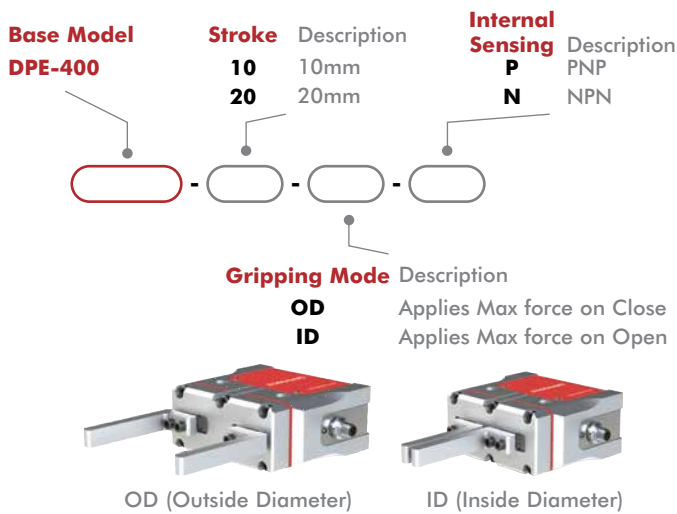 Base Model Stroke Description Internal Sensing Description
DPE-400 10 10mm P PNP
20 20mm N NPN
- - -
Gripping Mode Description
OD Applies Max force on Close
ID Applies Max force on Open
OD (Outside Diameter) ID (Inside Diameter)